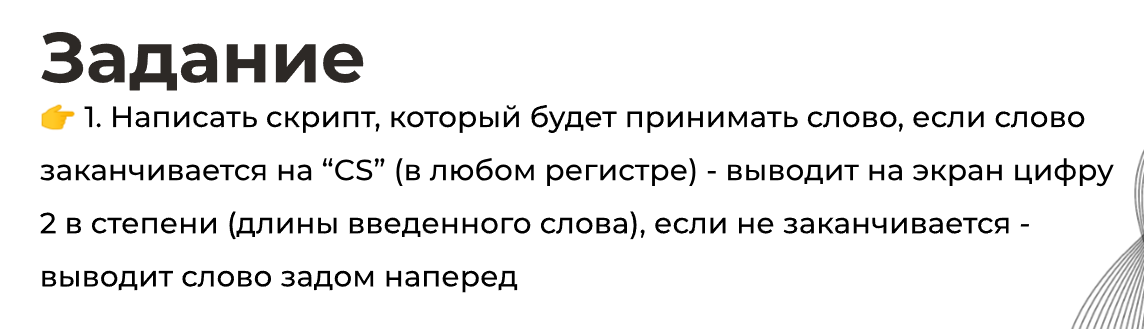 Задание
👉 1. Написать скрипт, который будет принимать слово, если слово
заканчивается на “CS” (в любом регистре) - выводит на экран цифру
2 в степени (длины введенного слова), если не заканчивается -
выводит слово задом наперед